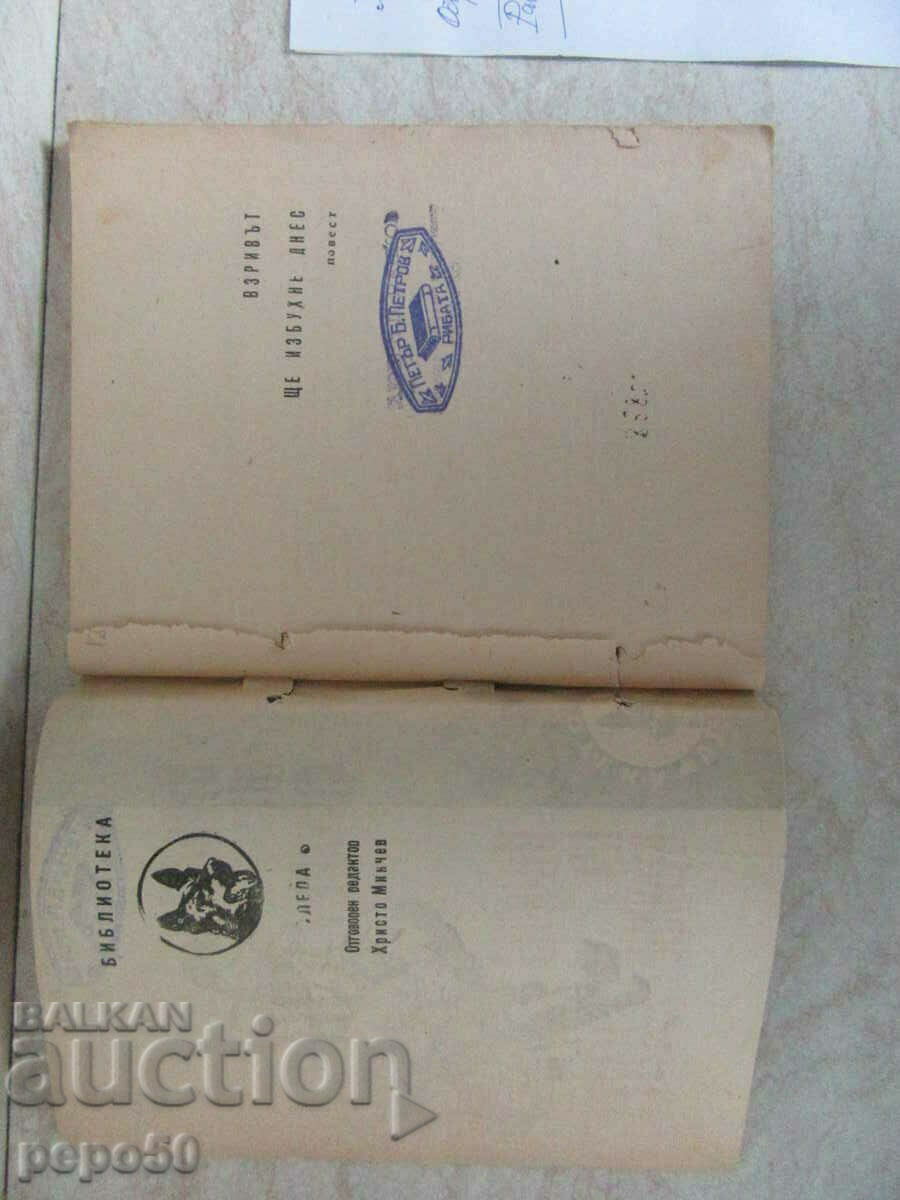 БИБЛИОТЕКА
Отговорен редактор
Христо Минчев
ВЗРИВЪТ
ЩЕ ИЗБУХНЕ ДНЕС
повест
ПЕТЪР Б. ПЕТРОВ
РИБАТА
BALKAN
auction
pepo50